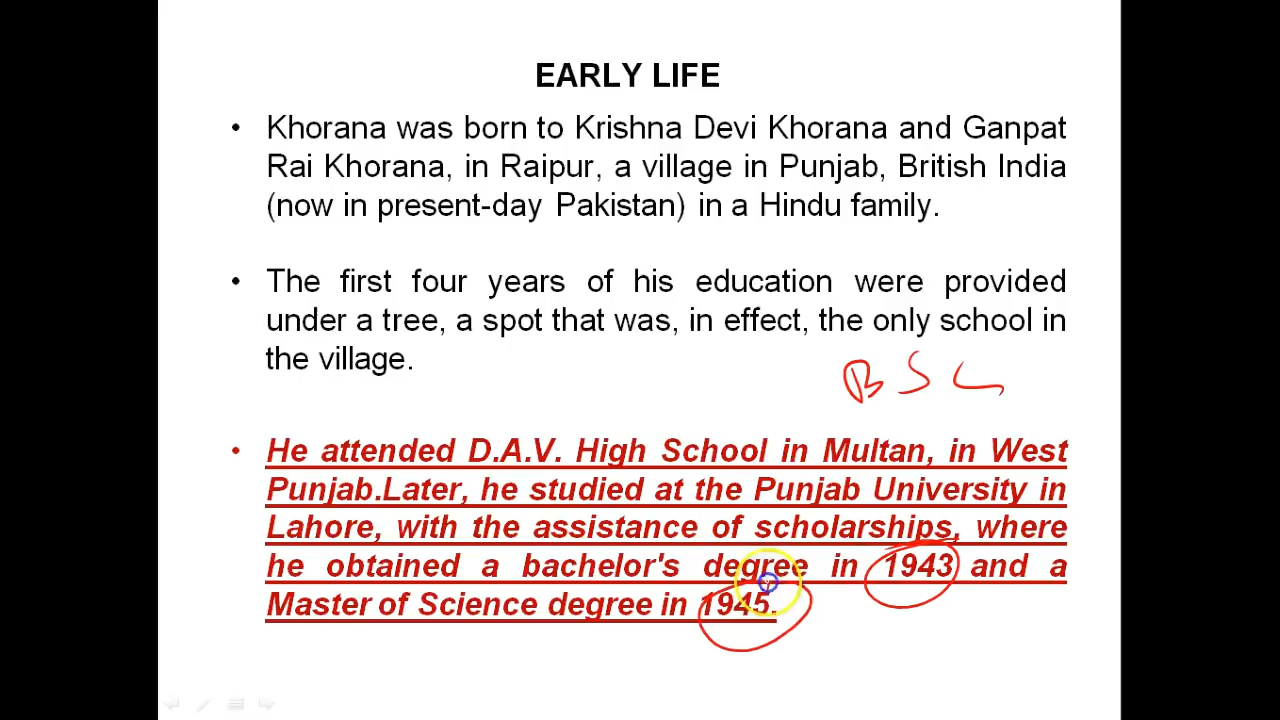 EARLY LIFE
• Khorana was born to Krishna Devi Khorana and Ganpat
Rai Khorana, in Raipur, a village in Punjab, British India
(now in present-day Pakistan) in a Hindu family.
• The first four years of his education were provided
under a tree, a spot that was, in effect, the only school in
the village.
BSC
• He attended D.A.V. High School in Multan, in West
Punjab.Later, he studied at the Punjab University in
Lahore, with the assistance of scholarships, where
he obtained a bachelor's degree in 1943 and a
Master of Science degree in 1945.